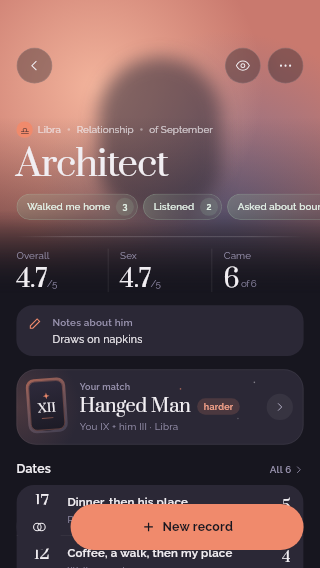 Libra • Relationship • of September
Architect
Walked me home 3 Listened 2 Asked about
Overall Sex Came
4.7/5 4.7/5 6 of 6
Notes about him
Draws on napkins
XII
Your match
Hanged Man harder
You IX • him III · Libra
Dates All 6
17 Dinner, then his place 5
+ New record
12 Coffee, a walk, then my place 4